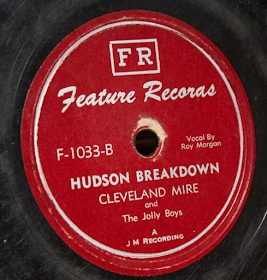 FR
Feature Records
F-1033-B
Vocal By
Roy Morgan
HUDSON BREAKDOWN
CLEVELAND MIRE
and
The Jolly Boys
A
J M RECORDING